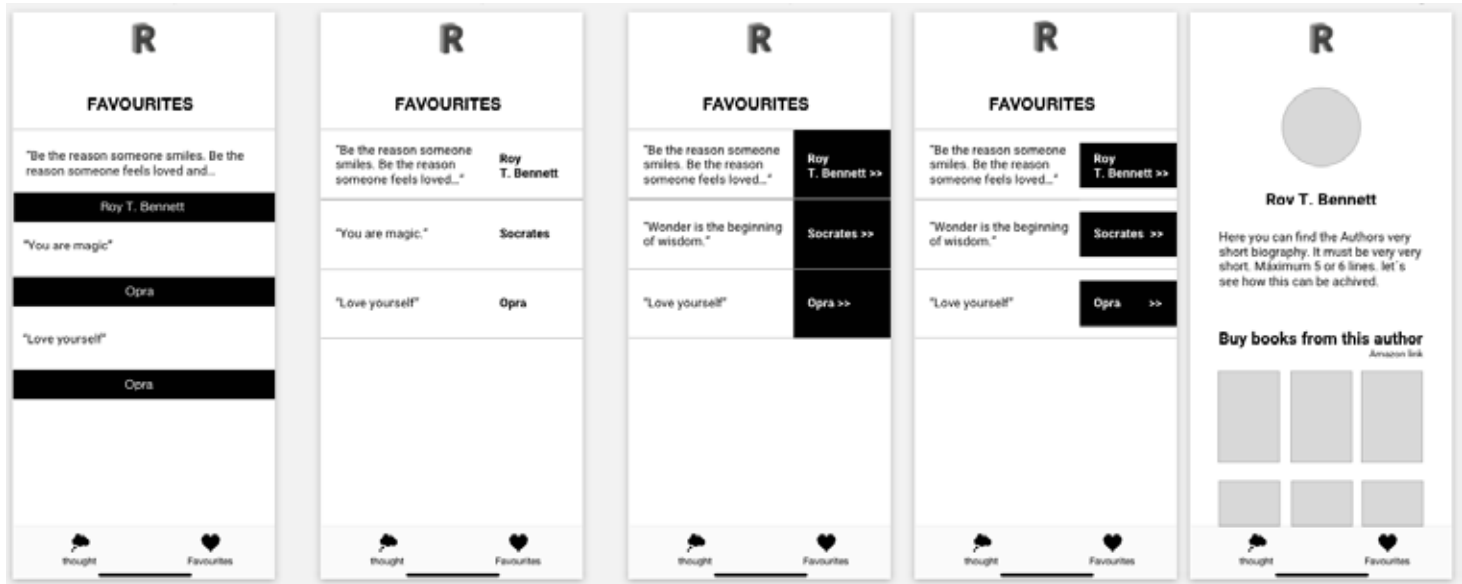 R
FAVOURITES
"Be the reason someone smiles. Be the
reason someone feels loved and...
Roy T. Bennett
"You are magic"
Opra
"Love yourself"
Opra
thought
Favourites
R
FAVOURITES
"Be the reason someone
smiles. Be the reason
someone feels loved..."
Roy
T. Bennett
"You are magic."
Socrates
"Love yourself"
Opra
thought
Favourites
R
FAVOURITES
"Be the reason someone
smiles. Be the reason
someone feels loved..."
Roy
T. Bennett >>
"Wonder is the beginning
of wisdom."
Socrates >>
"Love yourself"
Opra >>
thought
Favourites
R
FAVOURITES
"Be the reason someone
smiles. Be the reason
someone feels loved..."
Roy
T. Bennett >>
"Wonder is the beginning
of wisdom."
Socrates >>
"Love yourself"
Opra >>
thought
Favourites
R
Roy T. Bennett
Here you can find the Authors very
short biography. It must be very very
short. Máximum 5 or 6 lines. let´s
see how this can be achived.
Buy books from this author
Amazon link
thought
Favourites